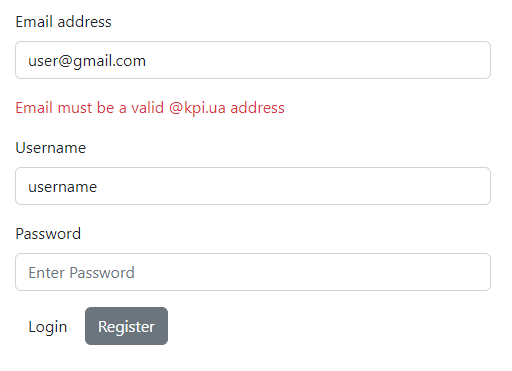 Email address
user@gmail.com
Email must be a valid @kpi.ua address
Username
username
Password
Enter Password
Login Register